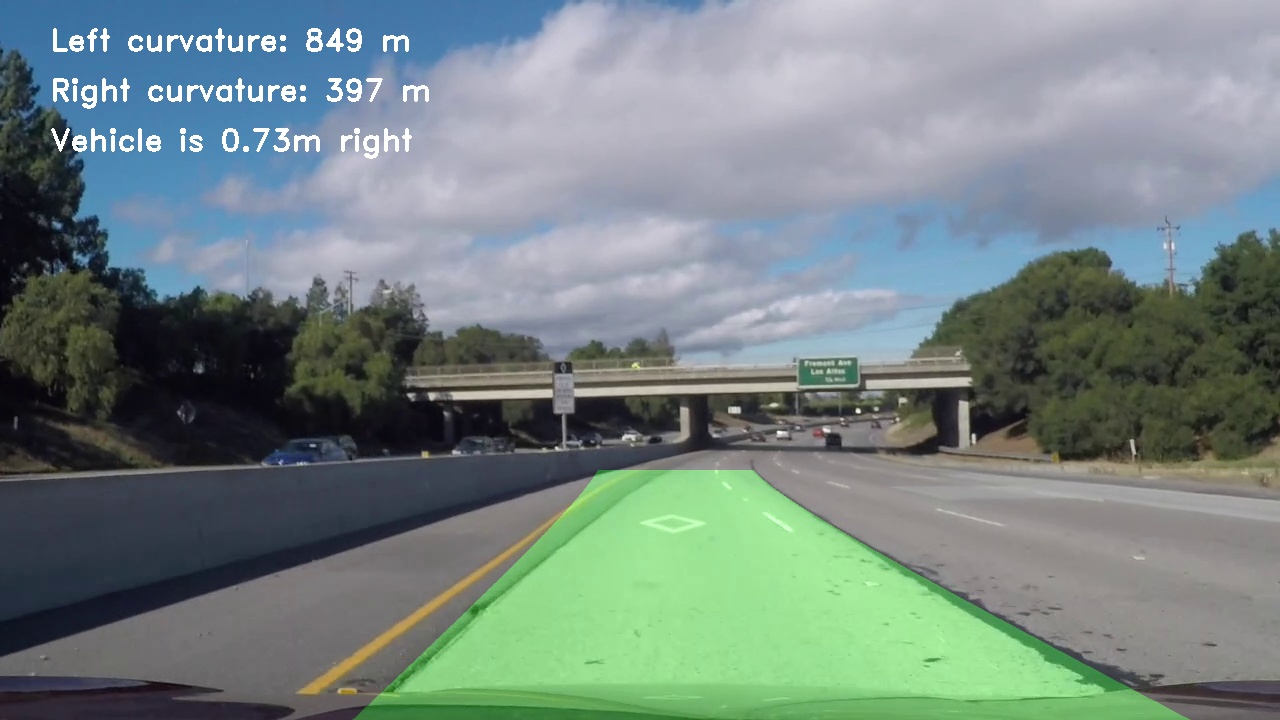 Left curvature: 849 m
Right curvature: 397 m
Vehicle is 0.73m right
Fremont Ave
Los Altos